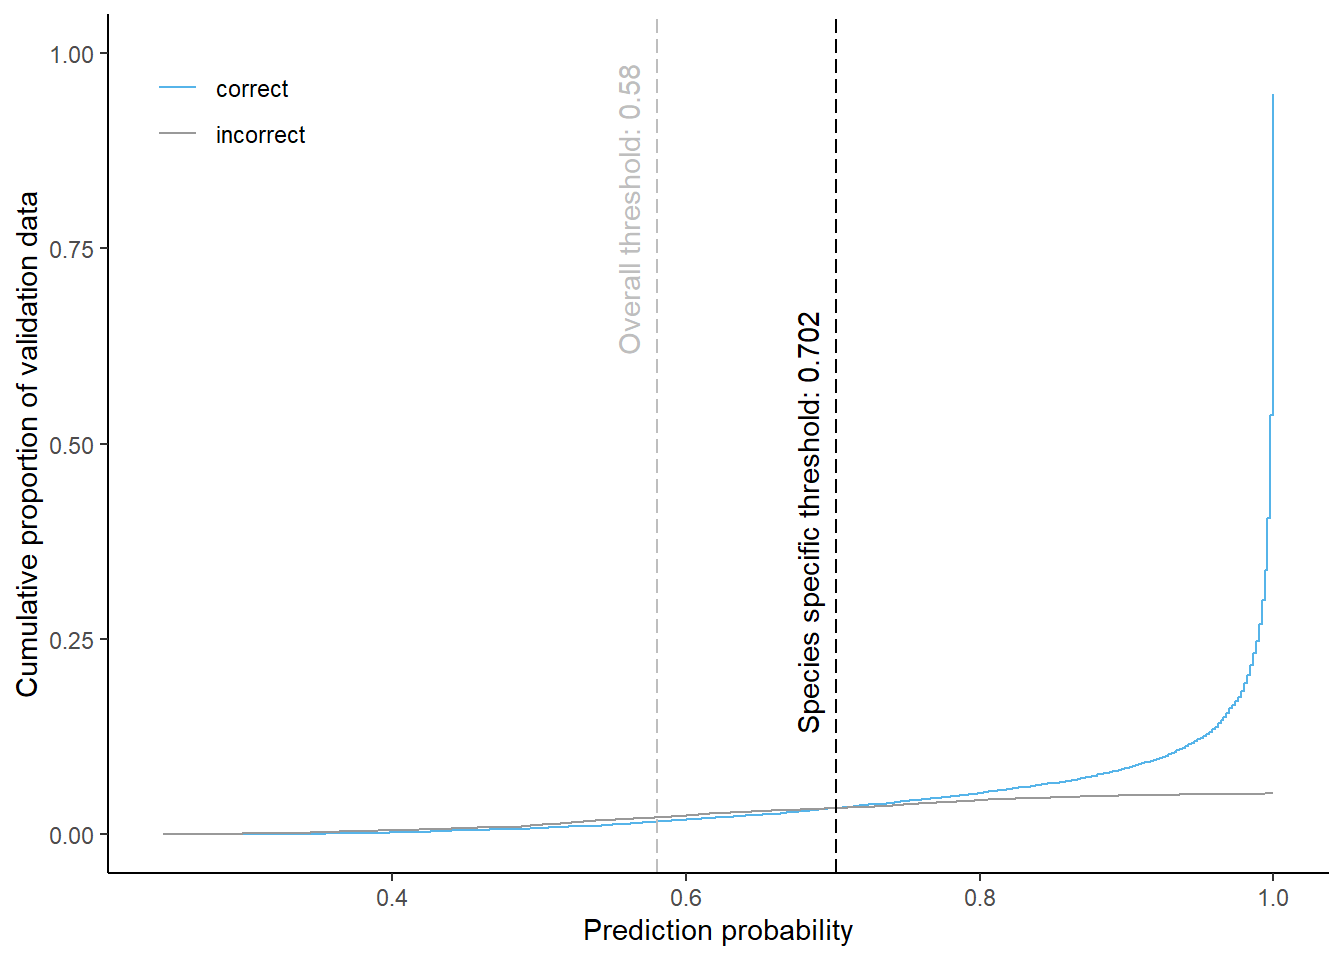 Cumulative proportion of validation data
1.00
0.75
0.50
0.25
0.00
correct
incorrect
Overall threshold: 0.58
Species specific threshold: 0.702
0.4
0.6
0.8
1.0
Prediction probability